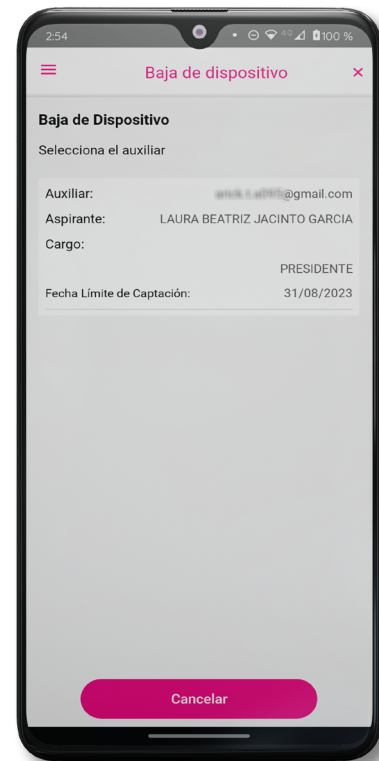 2:54 4G 100 %
Baja de dispositivo ×
Baja de Dispositivo
Selecciona el auxiliar
Auxiliar: @gmail.com
Aspirante: LAURA BEATRIZ JACINTO GARCIA
Cargo:
PRESIDENTE
Fecha Límite de Captación: 31/08/2023
Cancelar